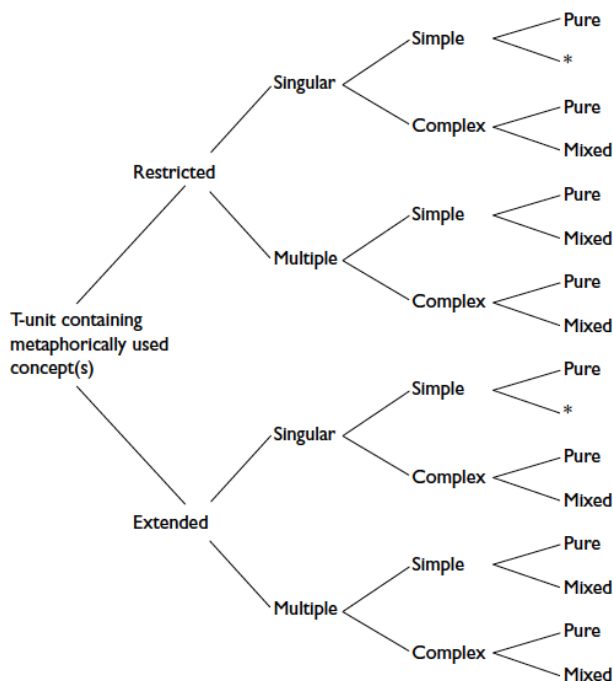 Pure
Simple
*
Singular
Pure
Complex
Mixed
Restricted
Pure
Simple
Mixed
Multiple
Pure
Complex
Mixed
T-unit containing
metaphorically used
concept(s)
Pure
Simple
*
Singular
Pure
Complex
Mixed
Extended
Pure
Simple
Mixed
Multiple
Pure
Complex
Mixed